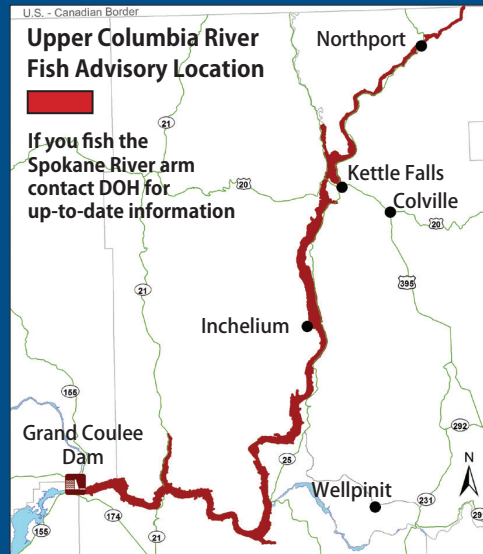 U.S. - Canadian Border
Upper Columbia River
Fish Advisory Location
If you fish the
Spokane River arm
contact DOH for
up-to-date information
Northport
21
20
Kettle Falls
Colville
20
395
21
Inchelium
155
292
Grand Coulee
Dam
25
N
Wellpinit
231
174
155
21